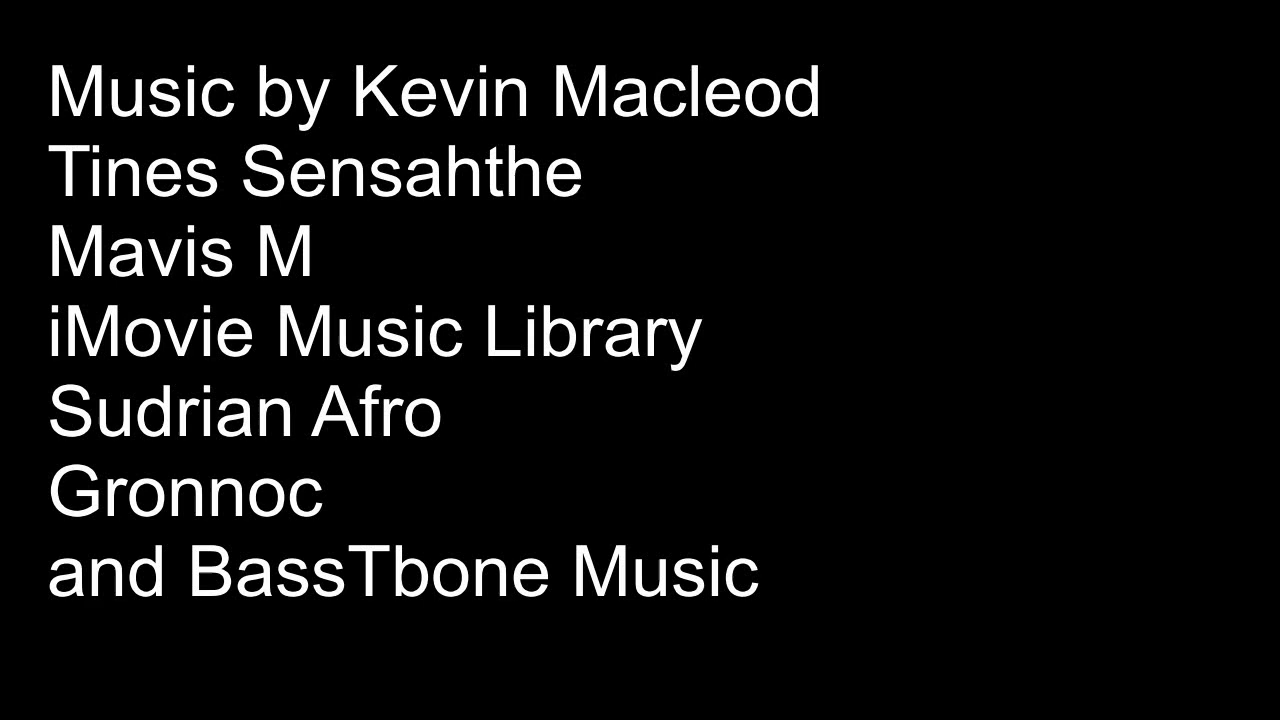 Music by Kevin Macleod
Tines Sensahthe
Mavis M
iMovie Music Library
Sudrian Afro
Gronnoc
and BassTbone Music